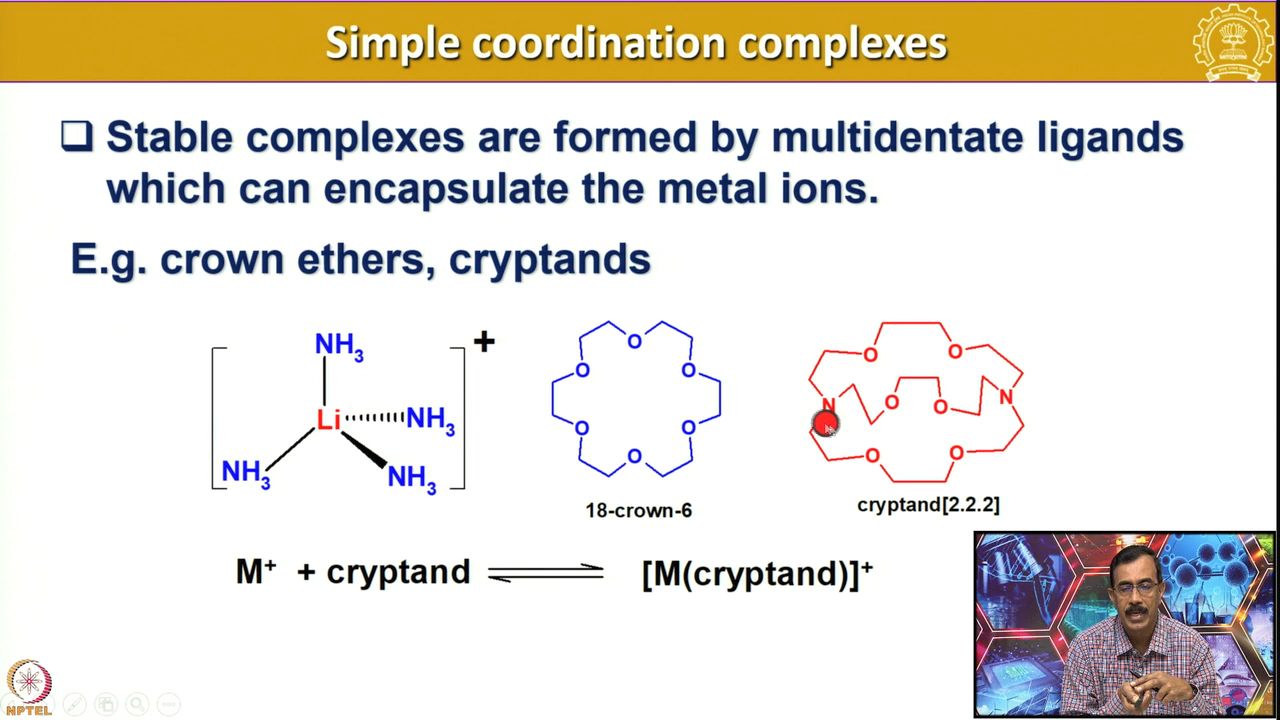 Simple coordination complexes
❑ Stable complexes are formed by multidentate ligands
which can encapsulate the metal ions.
E.g. crown ethers, cryptands
NH₃
Li
NH₃
NH₃
NH₃
+
O
O
O
O
O
O
18-crown-6
O
O
N
O
O
N
O
O
cryptand[2.2.2]
M⁺ + cryptand ⇌ [M(cryptand)]⁺
NPTEL